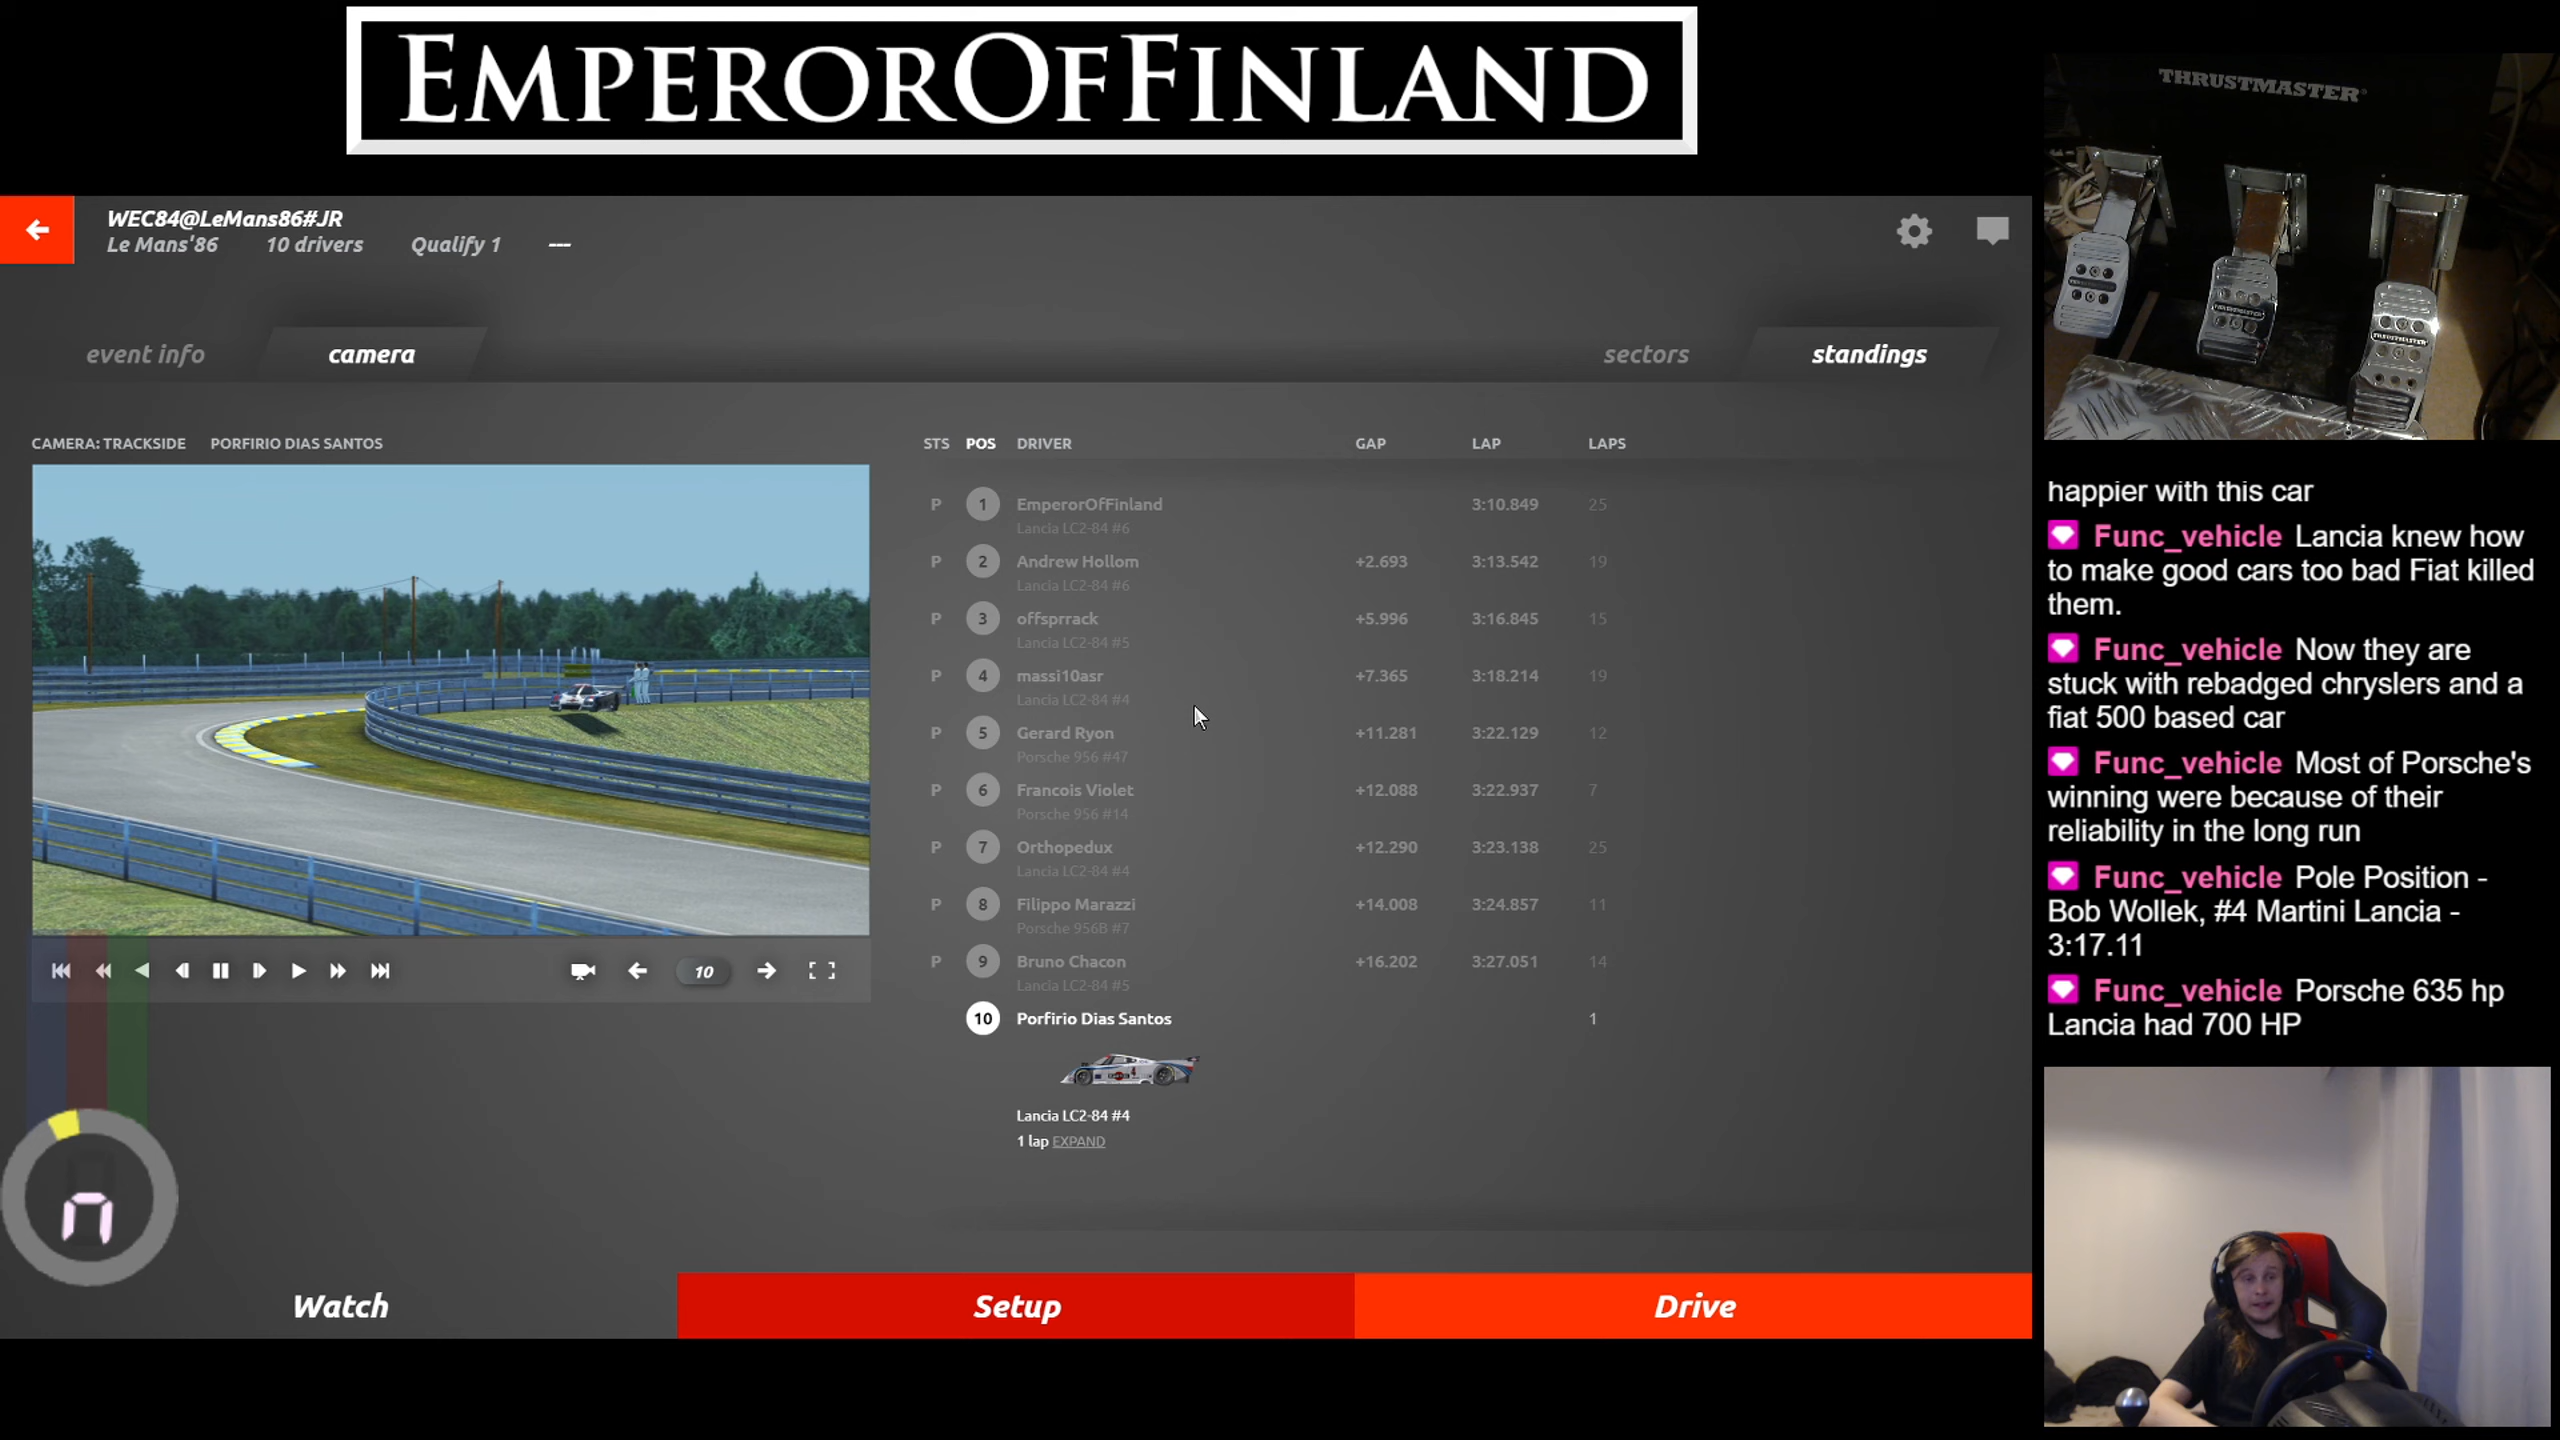 EMPEROROFFINLAND
THRUSTMASTER
WEC84@LeMans86#JR
Le Mans'86 10 drivers Qualify 1 ---
event info camera sectors standings
CAMERA: TRACKSIDE PORFIRIO DIAS SANTOS
STS POS DRIVER GAP LAP LAPS
P 1 EmperorOfFinland 3:10.849 25
Lancia LC2-84 #6
P 2 Andrew Hollom +2.693 3:13.542 19
Lancia LC2-84 #6
P 3 offsprrack +5.996 3:16.845 15
Lancia LC2-84 #5
P 4 massi10asr +7.365 3:18.214 19
Lancia LC2-84 #4
P 5 Gerard Ryon +11.281 3:22.129 12
Porsche 956 #47
P 6 Francois Violet +12.088 3:22.937 7
Porsche 956 #14
P 7 Orthopedux +12.290 3:23.138 25
Lancia LC2-84 #4
P 8 Filippo Marazzi +14.008 3:24.857 11
Porsche 956B #7
P 9 Bruno Chacon +16.202 3:27.051 14
Lancia LC2-84 #5
10 Porfirio Dias Santos 1
Lancia LC2-84 #4
1 lap EXPAND
10
n
Watch Setup Drive
happier with this car
Func_vehicle Lancia knew how
to make good cars too bad Fiat killed
them.
Func_vehicle Now they are
stuck with rebadged chryslers and a
fiat 500 based car
Func_vehicle Most of Porsche's
winning were because of their
reliability in the long run
Func_vehicle Pole Position -
Bob Wollek, #4 Martini Lancia -
3:17.11
Func_vehicle Porsche 635 hp
Lancia had 700 HP